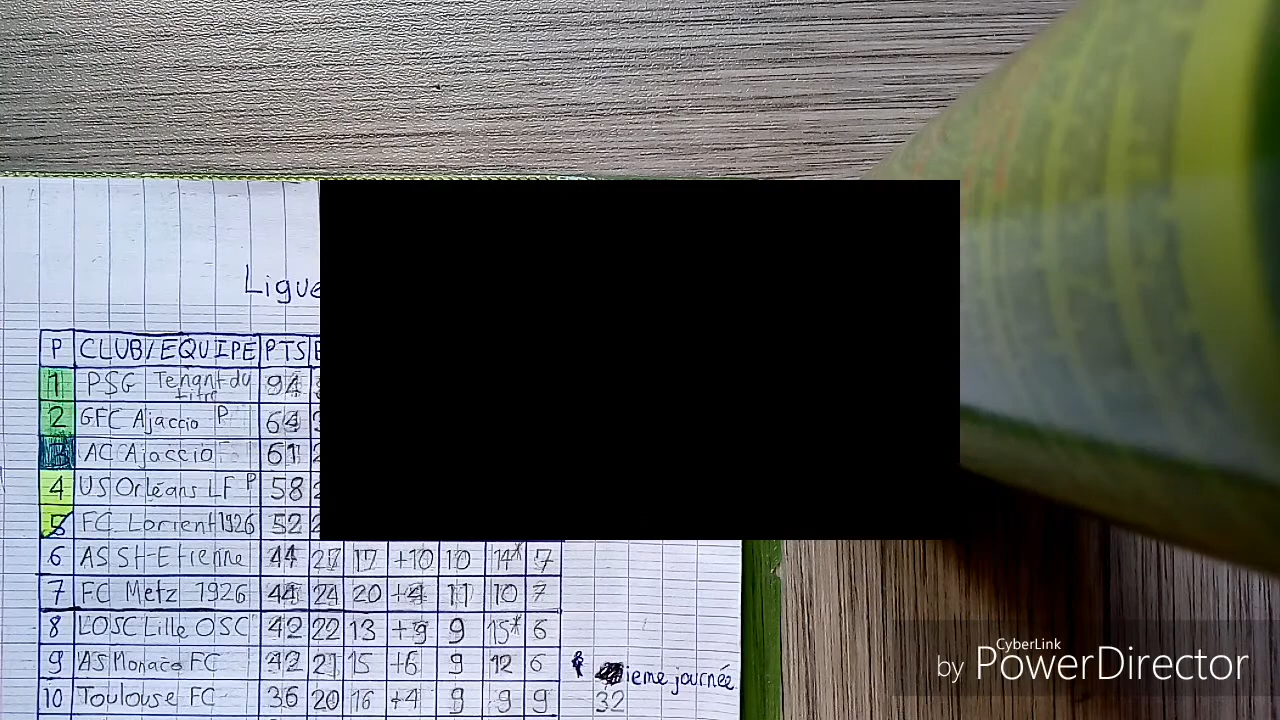 Ligue
P CLUB/EQUIPE PTS
1 PSG Tenant du titre 94
2 GFC Ajaccio P 64
AC Ajaccio 61
4 US Orléans LF P 58
5 FC Lorient 1926 52
6 AS St-Etienne 44 27 17 +10 10 14* 7
7 FC Metz 1926 44 24 20 +4 11 10 7
8 LOSC Lille OSC 42 22 13 +9 9 15* 6
9 AS Monaco FC 42 21 15 +6 9 12 6
10 Toulouse FC 36 20 16 +4 9 9 9
ieme journée
32
CyberLink
by PowerDirector